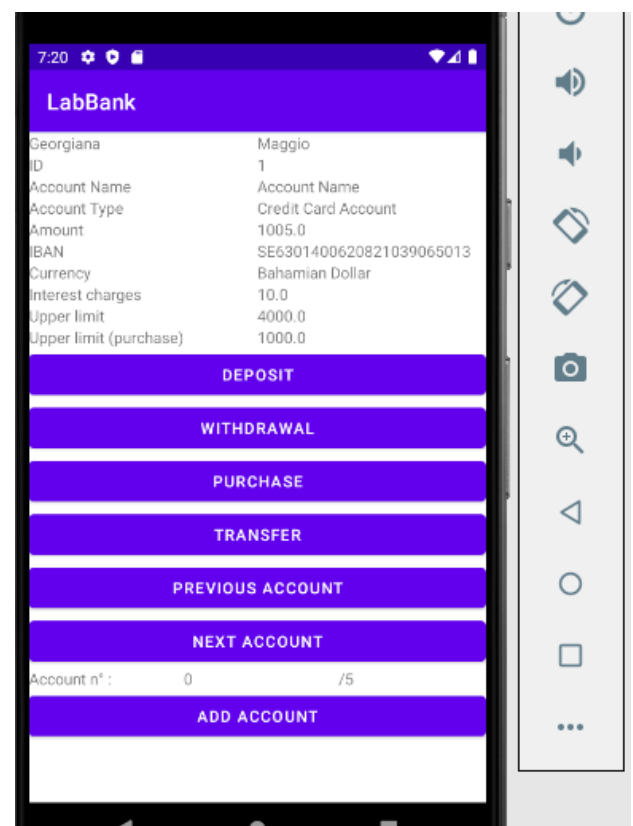 7:20
LabBank
Georgiana Maggio
ID 1
Account Name Account Name
Account Type Credit Card Account
Amount 1005.0
IBAN SE6301400620821039065013
Currency Bahamian Dollar
Interest charges 10.0
Upper limit 4000.0
Upper limit (purchase) 1000.0
DEPOSIT
WITHDRAWAL
PURCHASE
TRANSFER
PREVIOUS ACCOUNT
NEXT ACCOUNT
Account n° : 0 /5
ADD ACCOUNT